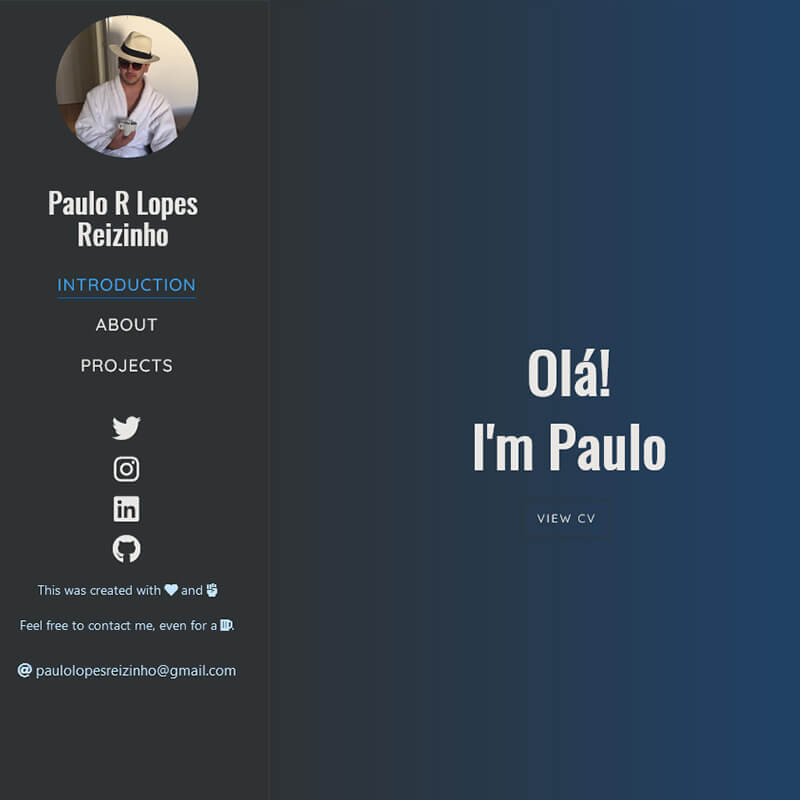 Paulo R Lopes
Reizinho
INTRODUCTION
ABOUT
PROJECTS
in
This was created with and
Feel free to contact me, even for a .
@ paulolopesreizinho@gmail.com
Olá!
I'm Paulo
VIEW CV